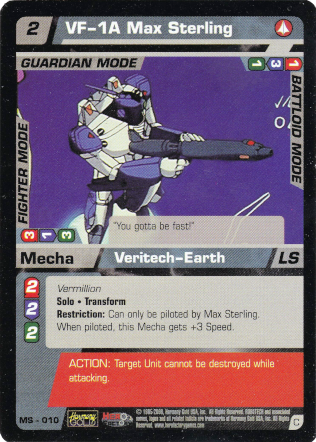 2 VF-1A Max Sterling
GUARDIAN MODE
1 3 1
BATTLOID MODE
FIGHTER MODE
3 1 3
"You gotta be fast!"
Mecha Veritech-Earth LS
2
2
2
Vermillion
Solo • Transform
Restriction: Can only be piloted by Max Sterling.
When piloted, this Mecha gets +3 Speed.
ACTION: Target Unit cannot be destroyed while
attacking.
MS - 010
Harmony
GOLD
C